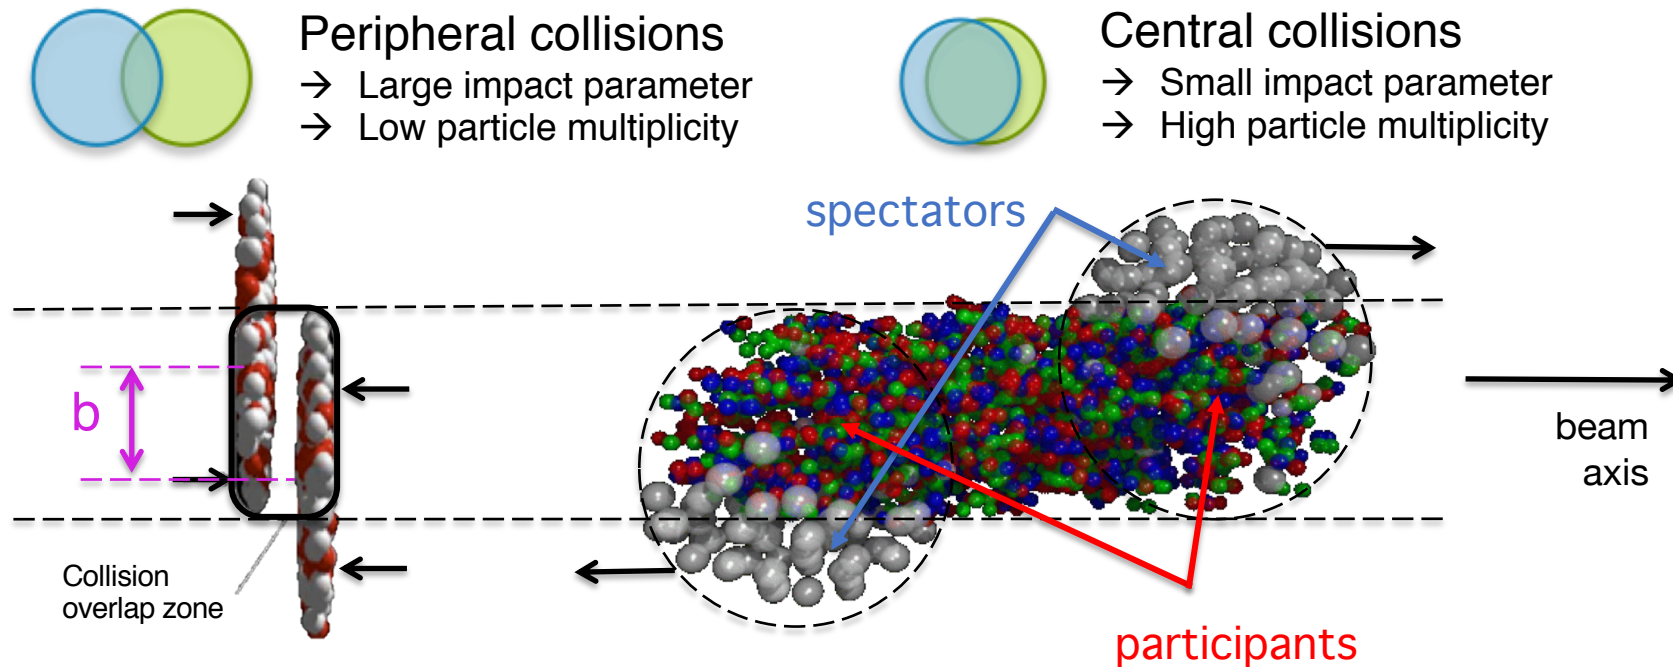 Peripheral collisions
→ Large impact parameter
→ Low particle multiplicity
Central collisions
→ Small impact parameter
→ High particle multiplicity
spectators
b
beam
axis
Collision
overlap zone
participants